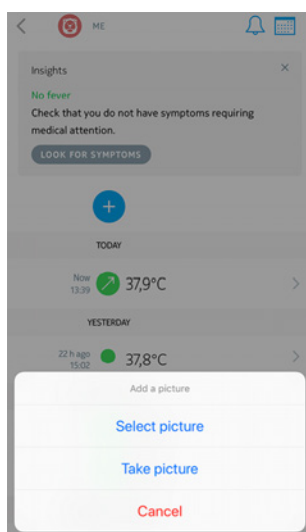 ME
Insights
No fever
Check that you do not have symptoms requiring
medical attention.
LOOK FOR SYMPTOMS
TODAY
Now
13:39
37,9°C
YESTERDAY
22 h ago
15:02
37,8°C
Add a picture
Select picture
Take picture
Cancel